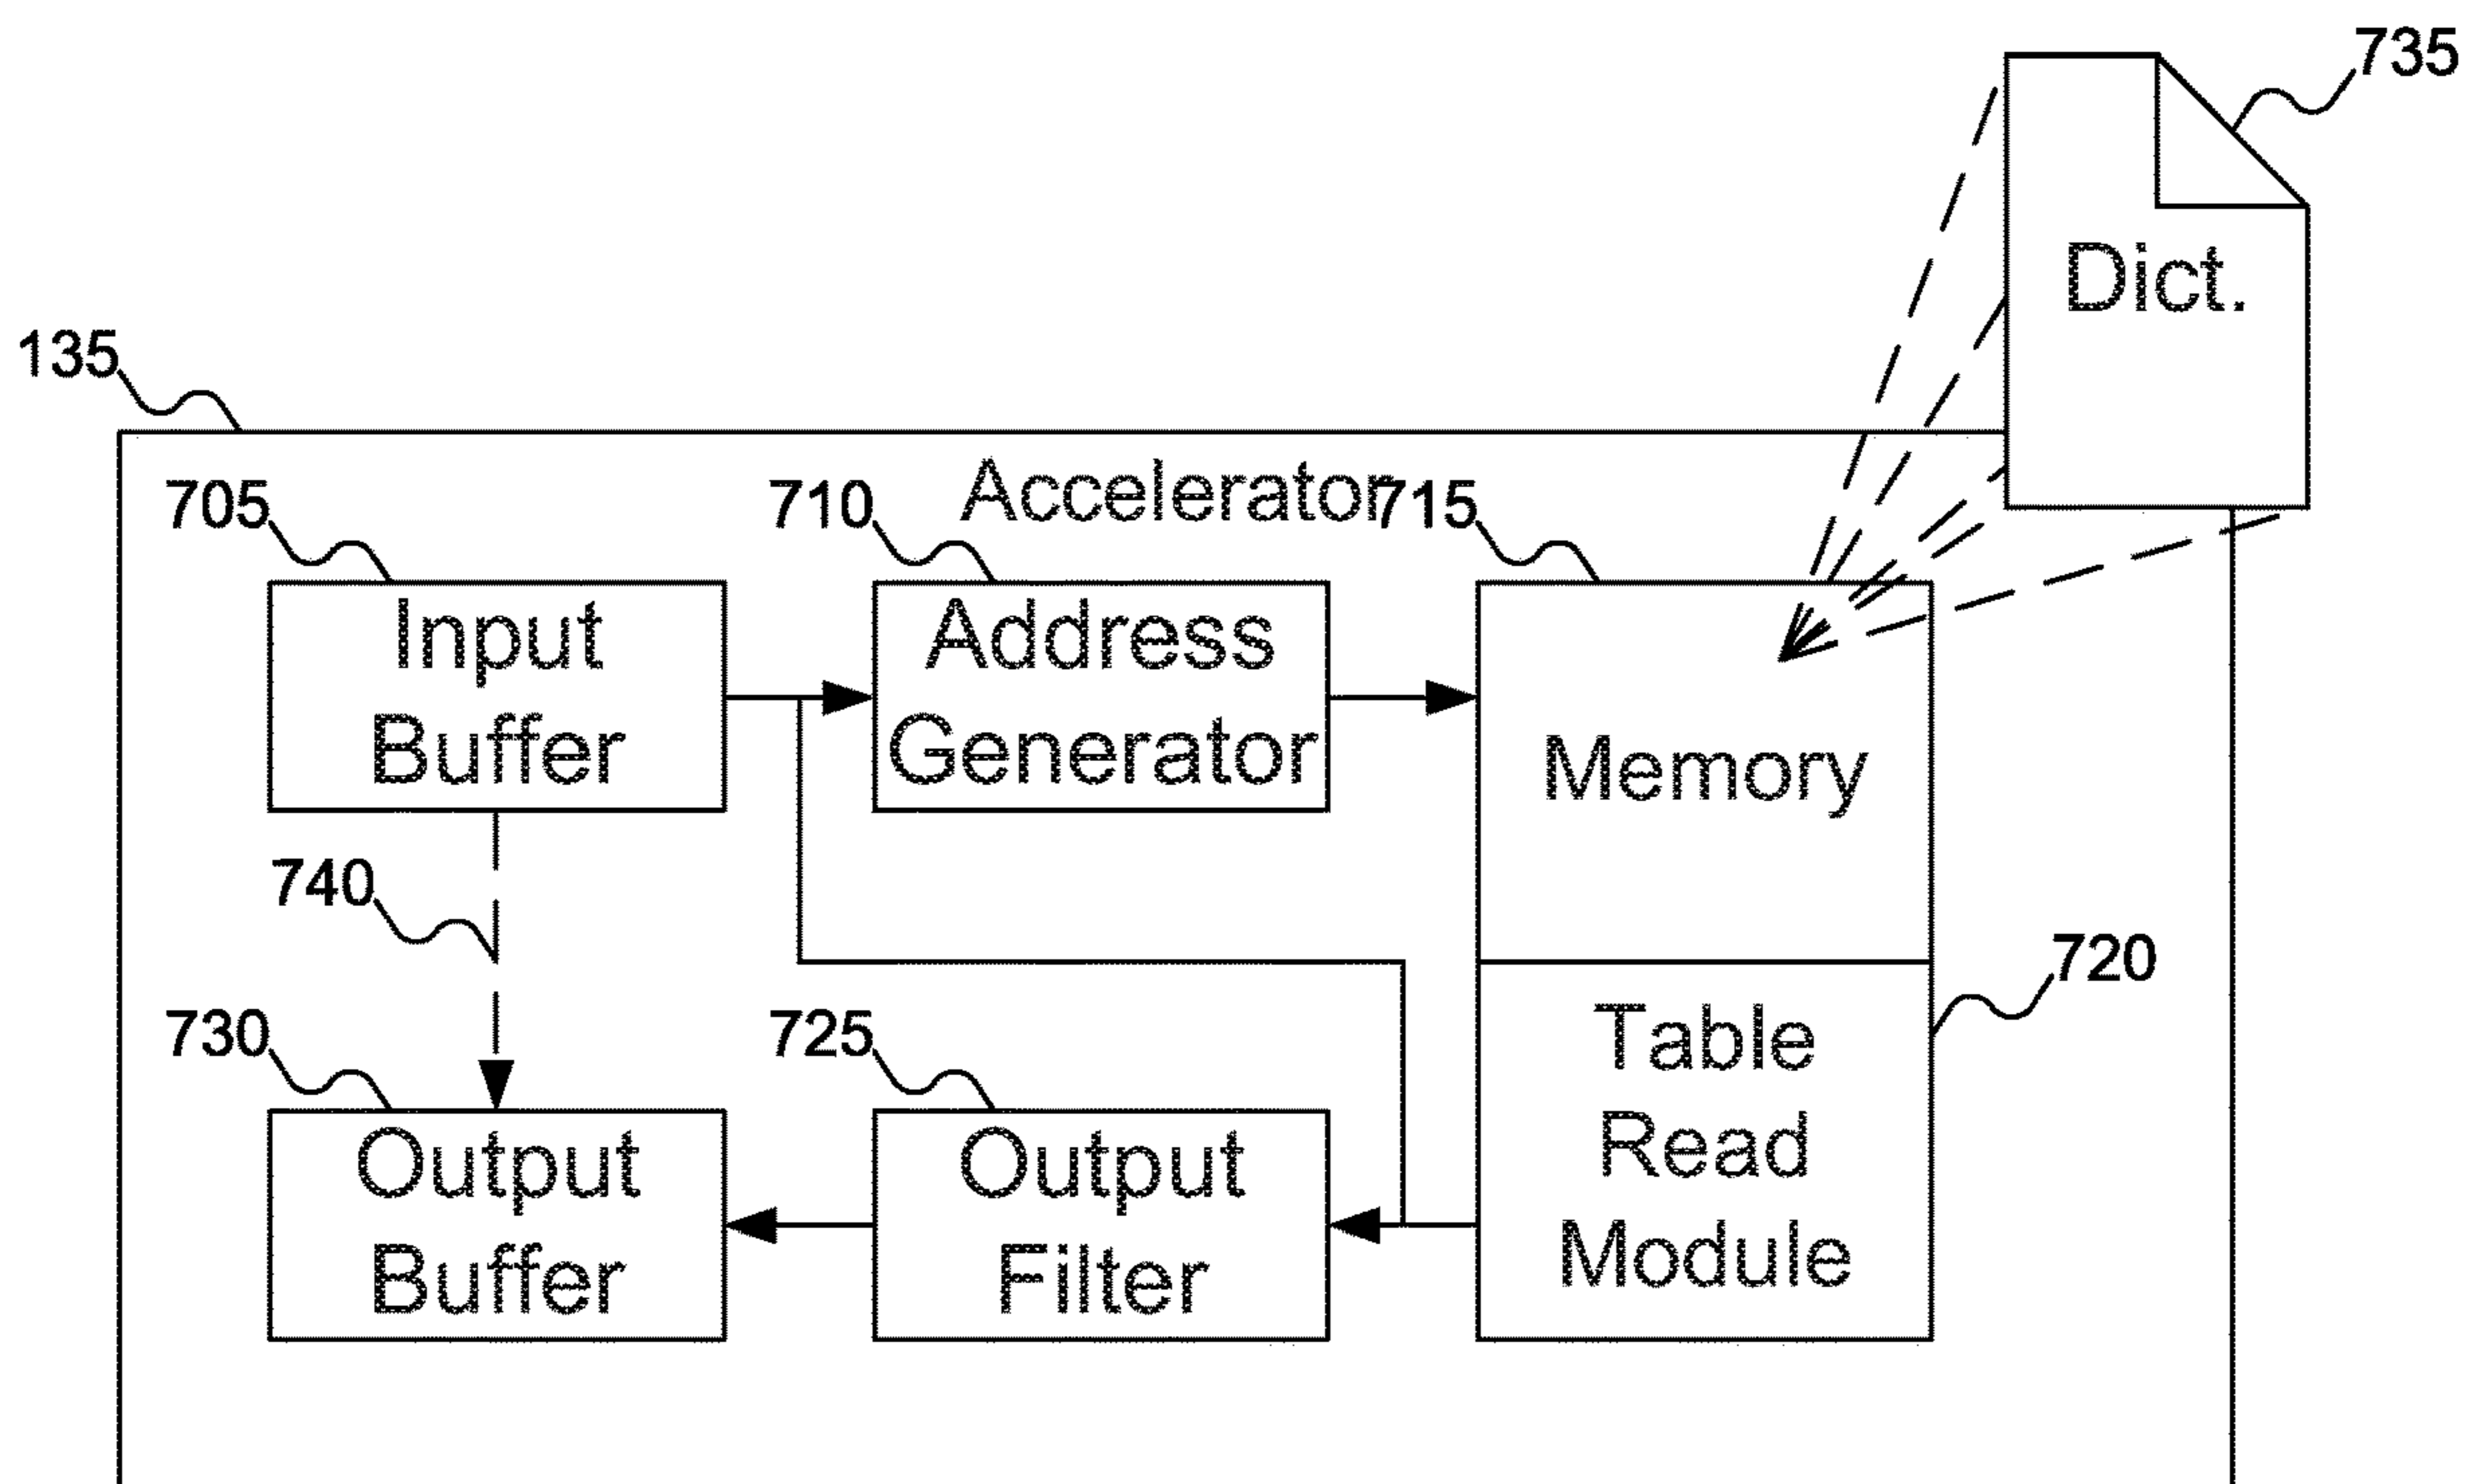 735
Dict.
135
Accelerator
705
710
715
Input
Buffer
Address
Generator
Memory
740
720
730
725
Table
Read
Module
Output
Buffer
Output
Filter